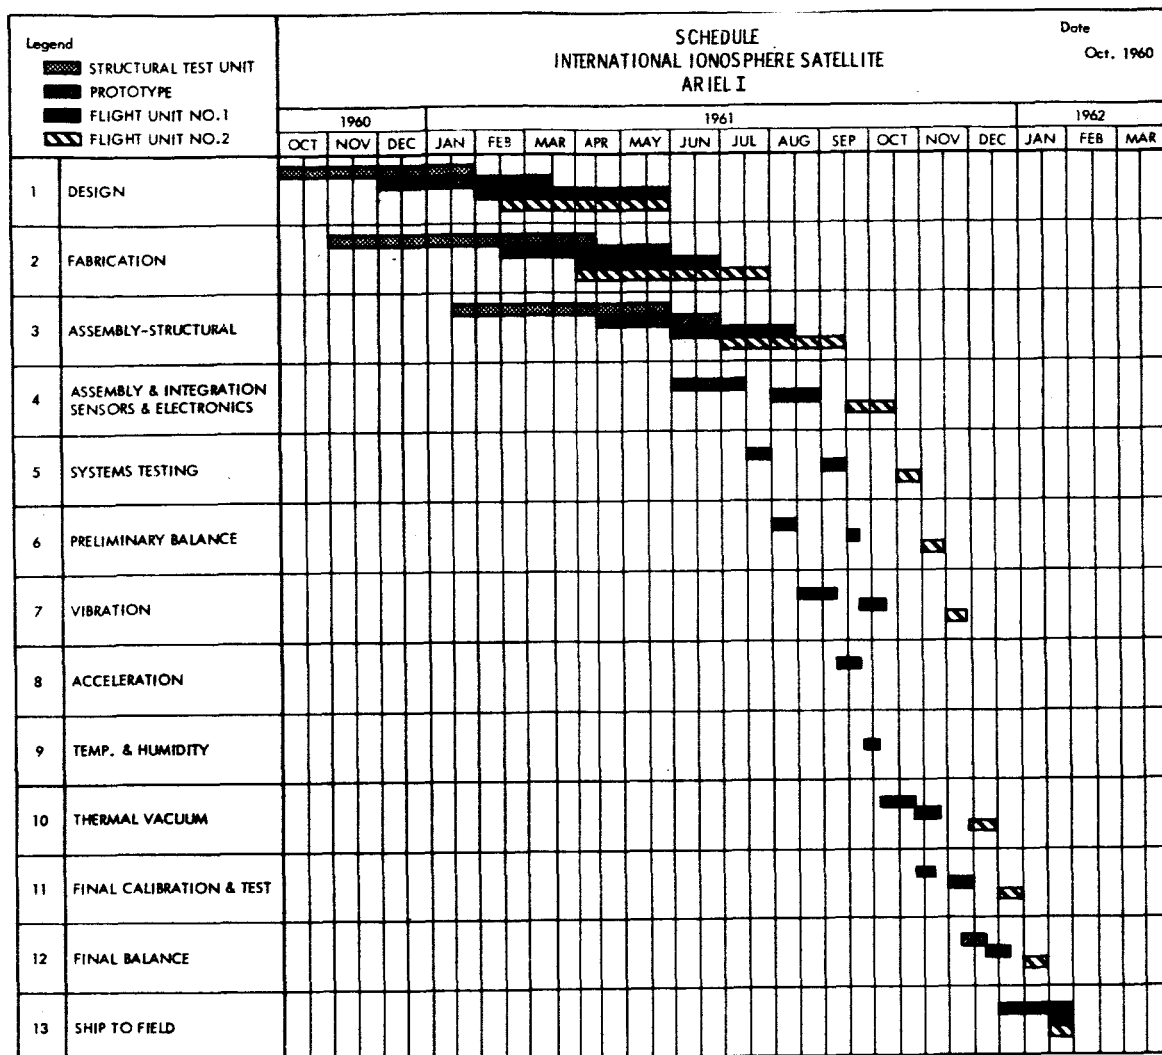 Legend
STRUCTURAL TEST UNIT
PROTOTYPE
FLIGHT UNIT NO.1
FLIGHT UNIT NO.2
SCHEDULE
INTERNATIONAL IONOSPHERE SATELLITE
ARIEL I
Date
Oct. 1960
1960 1961 1962
OCT NOV DEC JAN FEB MAR APR MAY JUN JUL AUG SEP OCT NOV DEC JAN FEB MAR
1 DESIGN
2 FABRICATION
3 ASSEMBLY-STRUCTURAL
4 ASSEMBLY & INTEGRATION
SENSORS & ELECTRONICS
5 SYSTEMS TESTING
6 PRELIMINARY BALANCE
7 VIBRATION
8 ACCELERATION
9 TEMP. & HUMIDITY
10 THERMAL VACUUM
11 FINAL CALIBRATION & TEST
12 FINAL BALANCE
13 SHIP TO FIELD